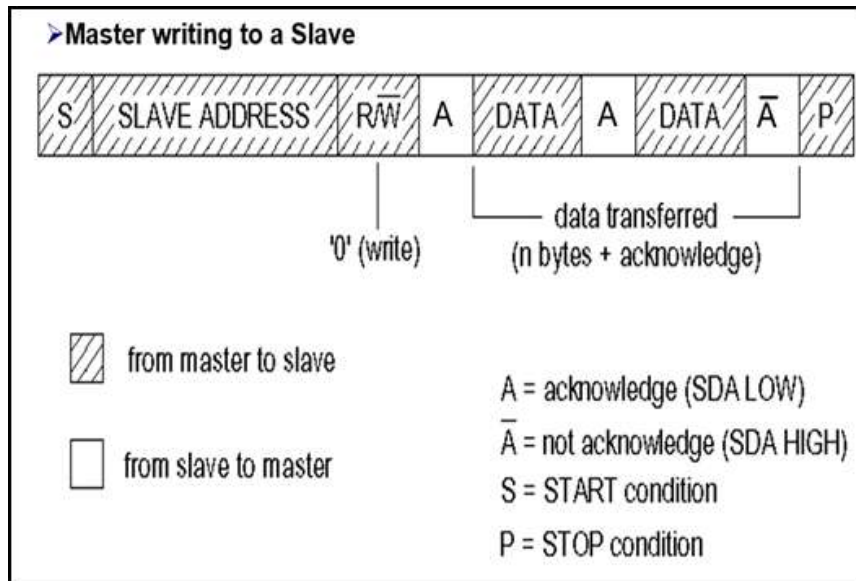 ➤Master writing to a Slave
S SLAVE ADDRESS R/W̅ A DATA A DATA A̅ P
data transferred
'0' (write) (n bytes + acknowledge)
from master to slave
from slave to master
A = acknowledge (SDA LOW)
A̅ = not acknowledge (SDA HIGH)
S = START condition
P = STOP condition